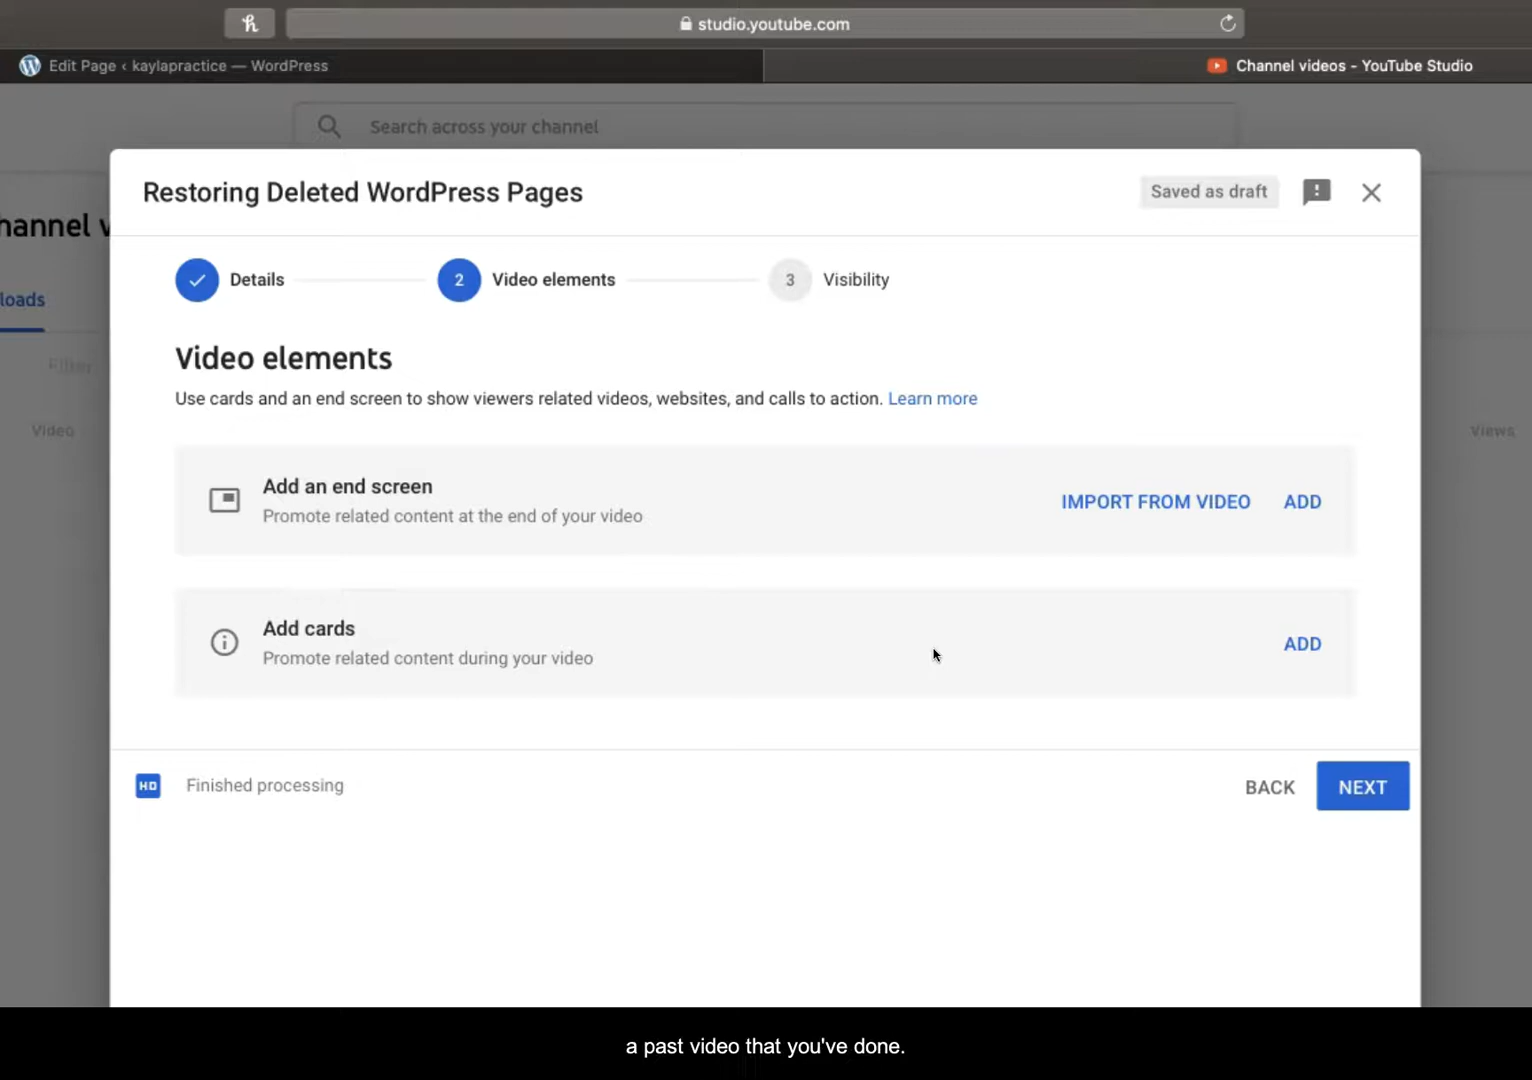 studio.youtube.com
Edit Page ‹ kaylapractice — WordPress
Channel videos - YouTube Studio
Search across your channel
Restoring Deleted WordPress Pages
Saved as draft
hannel v
Details
2
Video elements
3
Visibility
loads
Video elements
Filter
Use cards and an end screen to show viewers related videos, websites, and calls to action. Learn more
Video
Views
Add an end screen
Promote related content at the end of your video
IMPORT FROM VIDEO
ADD
Add cards
Promote related content during your video
ADD
HD
Finished processing
BACK
NEXT
a past video that you've done.